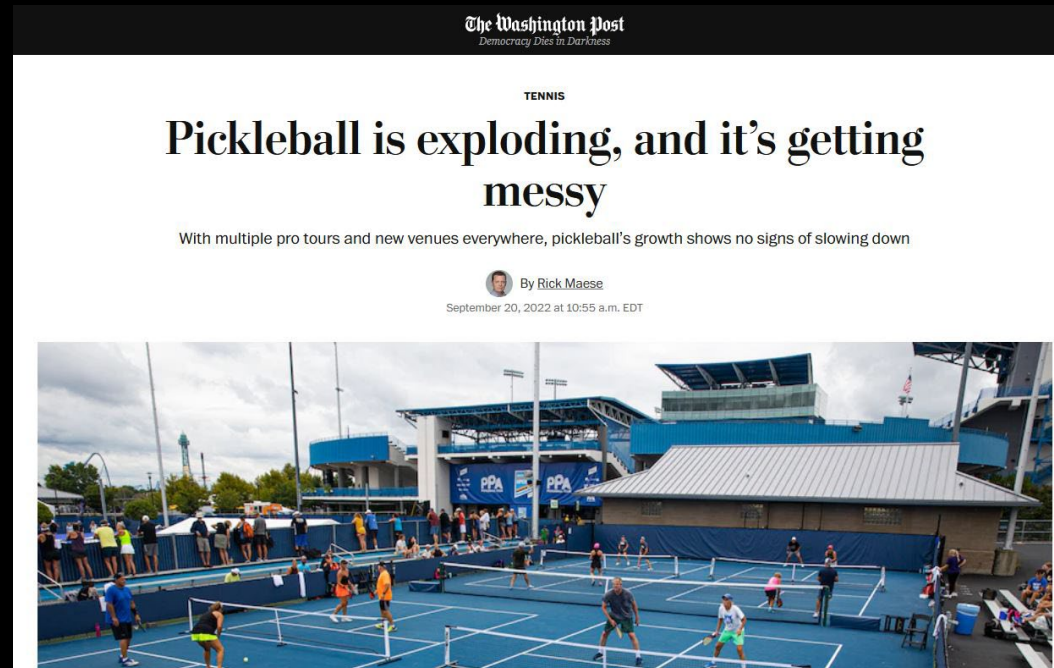 The Washington Post
Democracy Dies in Darkness
TENNIS
Pickleball is exploding, and it's getting
messy
With multiple pro tours and new venues everywhere, pickleball's growth shows no signs of slowing down
By Rick Maese
September 20, 2022 at 10:55 a.m. EDT
PPA PPA